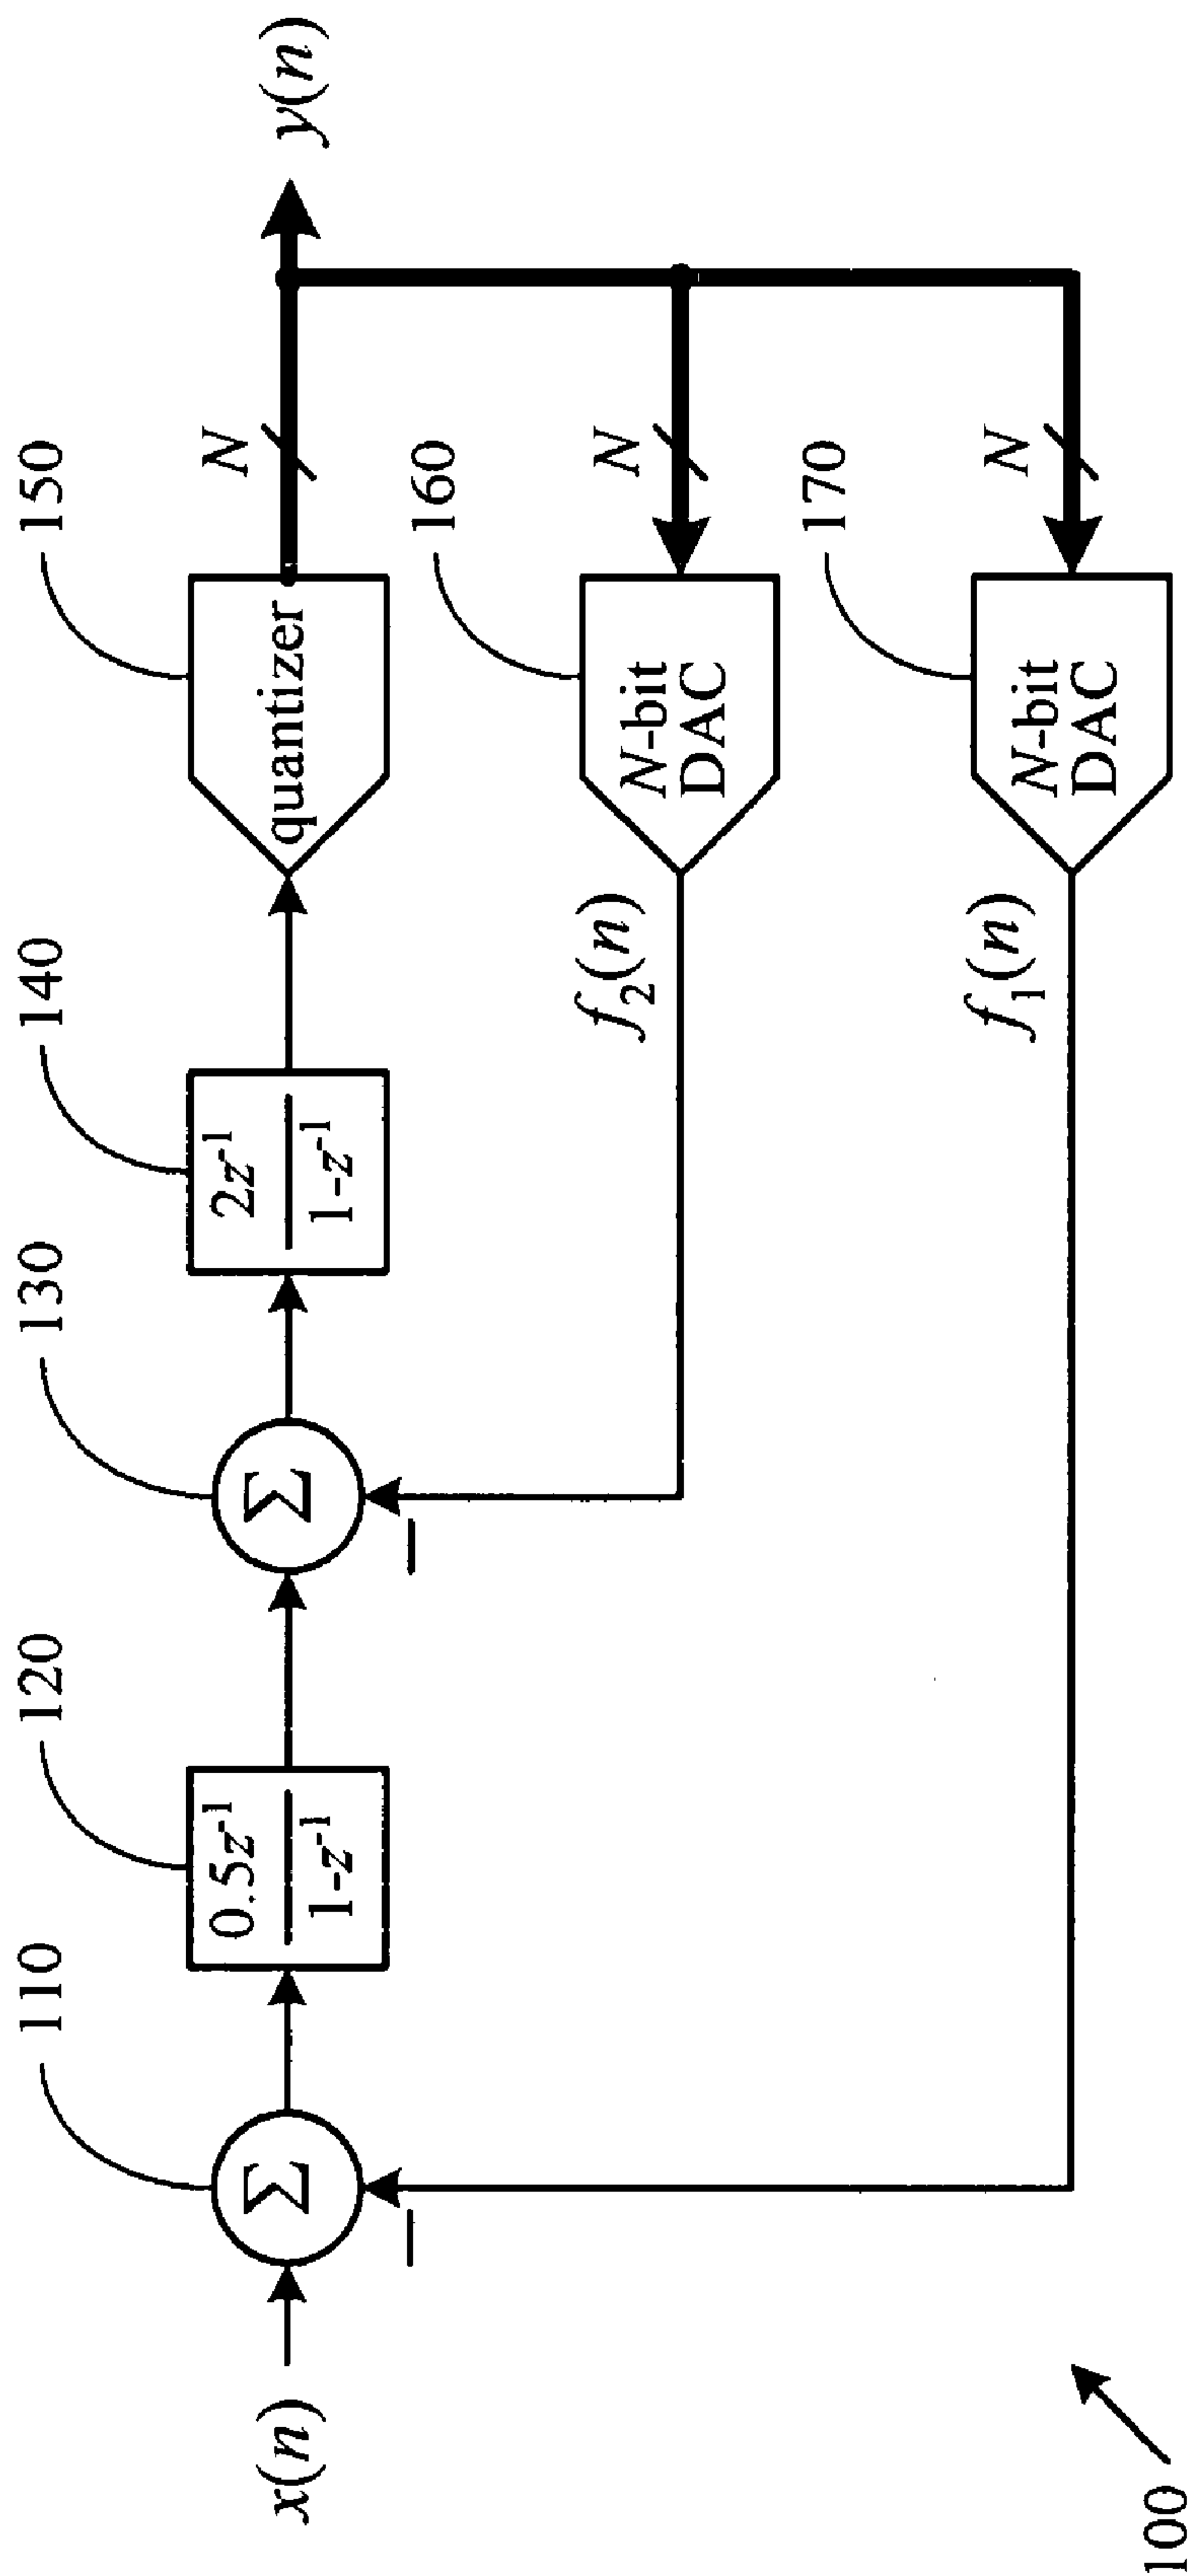 110
120
130
140
150
x(n)
Σ
0.5z⁻¹
1-z⁻¹
Σ
2z⁻¹
1-z⁻¹
quantizer
N
y(n)
160
f₂(n)
N-bit
DAC
N
170
f₁(n)
N-bit
DAC
N
100